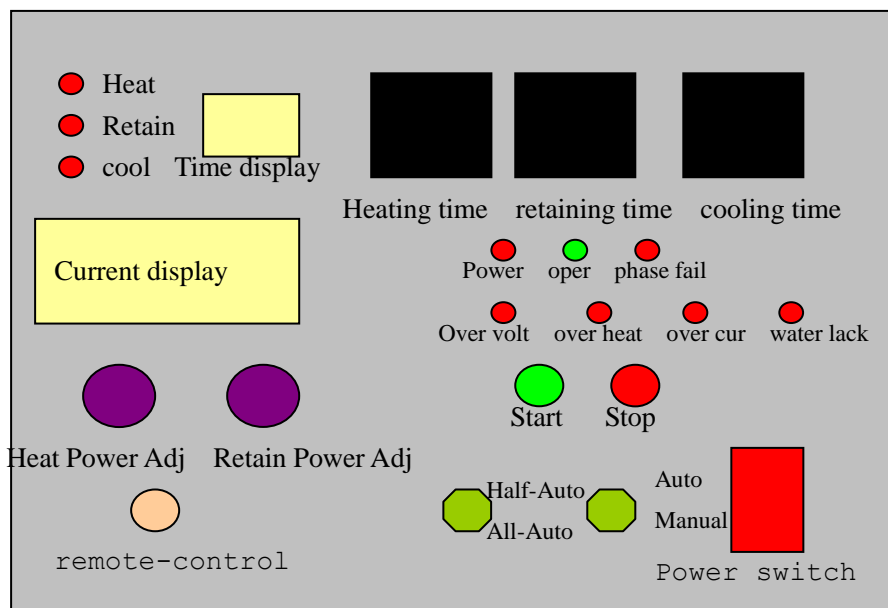 Heat
Retain
cool
Time display
Heating time
retaining time
cooling time
Current display
Power
oper
phase fail
Over volt
over heat
over cur
water lack
Start
Stop
Heat Power Adj
Retain Power Adj
Half-Auto
All-Auto
Auto
Manual
remote-control
Power switch